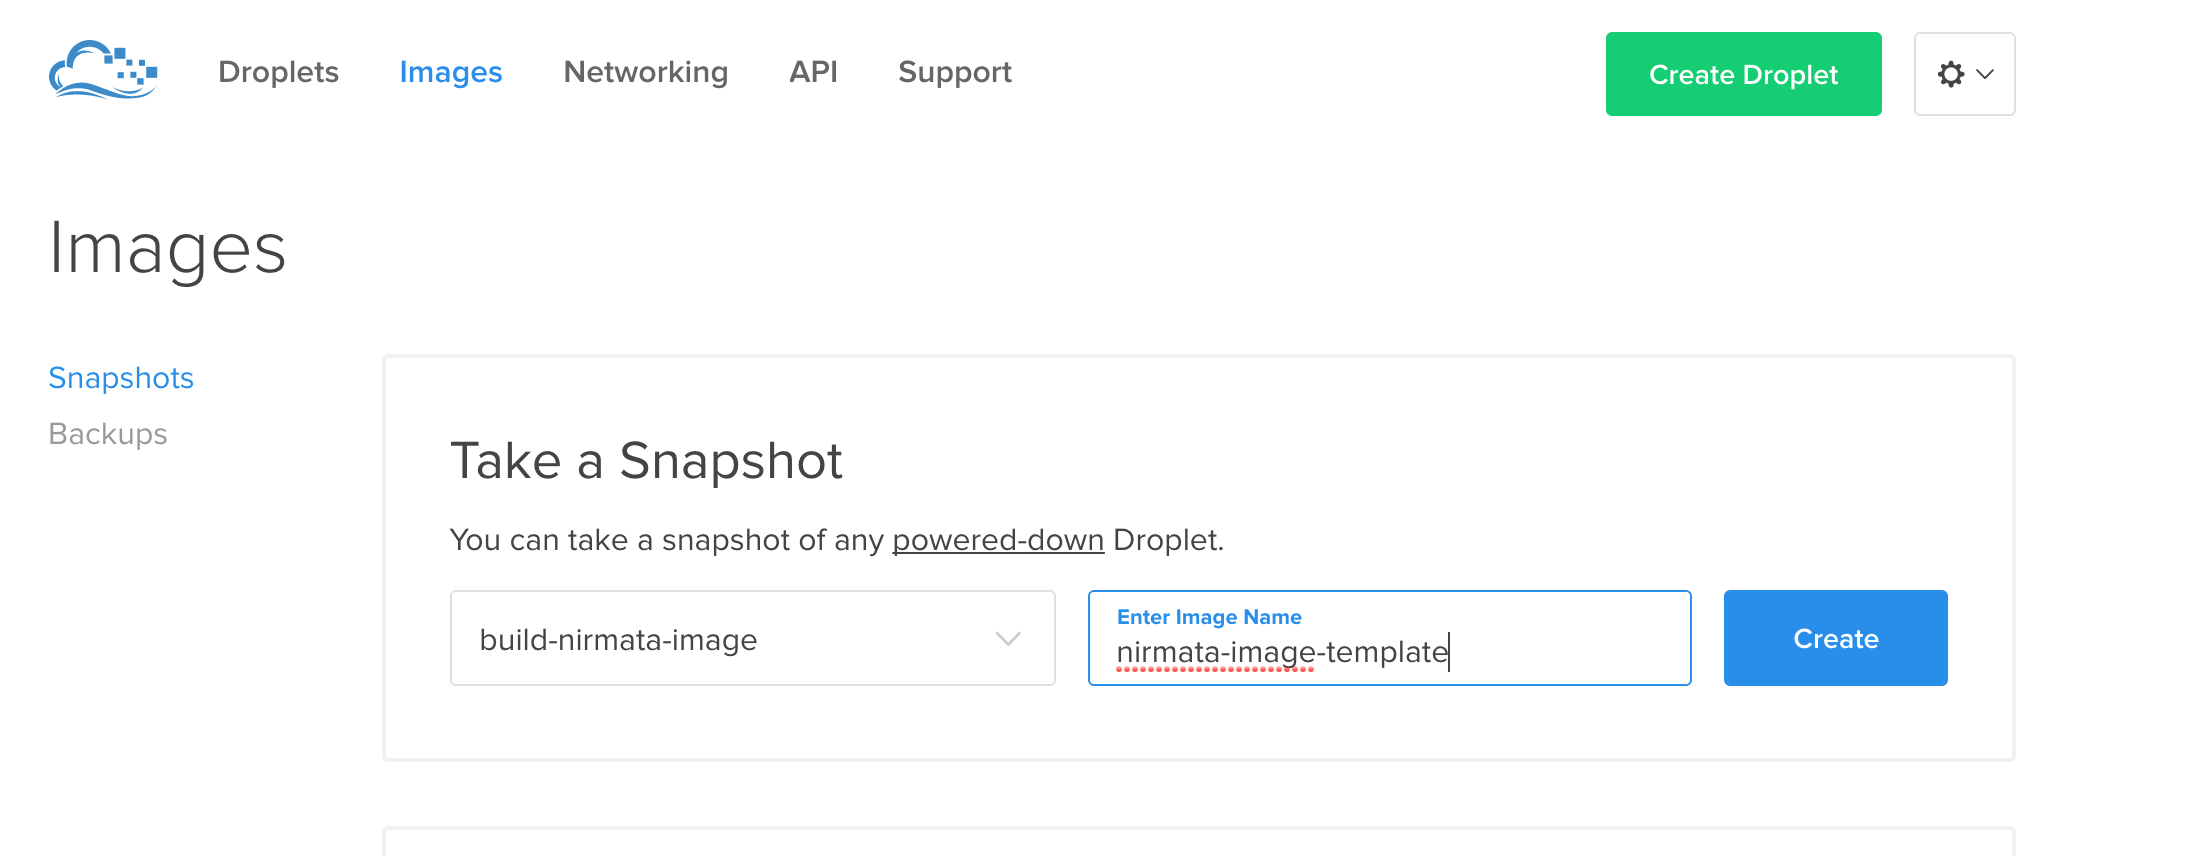 Droplets Images Networking API Support Create Droplet
Images
Snapshots
Backups
Take a Snapshot
You can take a snapshot of any powered-down Droplet.
build-nirmata-image
Enter Image Name
nirmata-image-template
Create